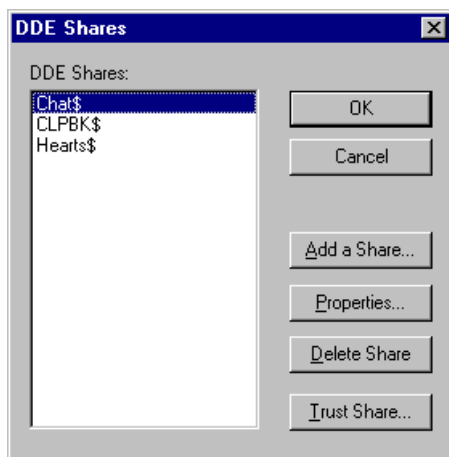 DDE Shares
DDE Shares:
Chat$
CLPBK$
Hearts$
OK
Cancel
Add a Share...
Properties...
Delete Share
Trust Share...